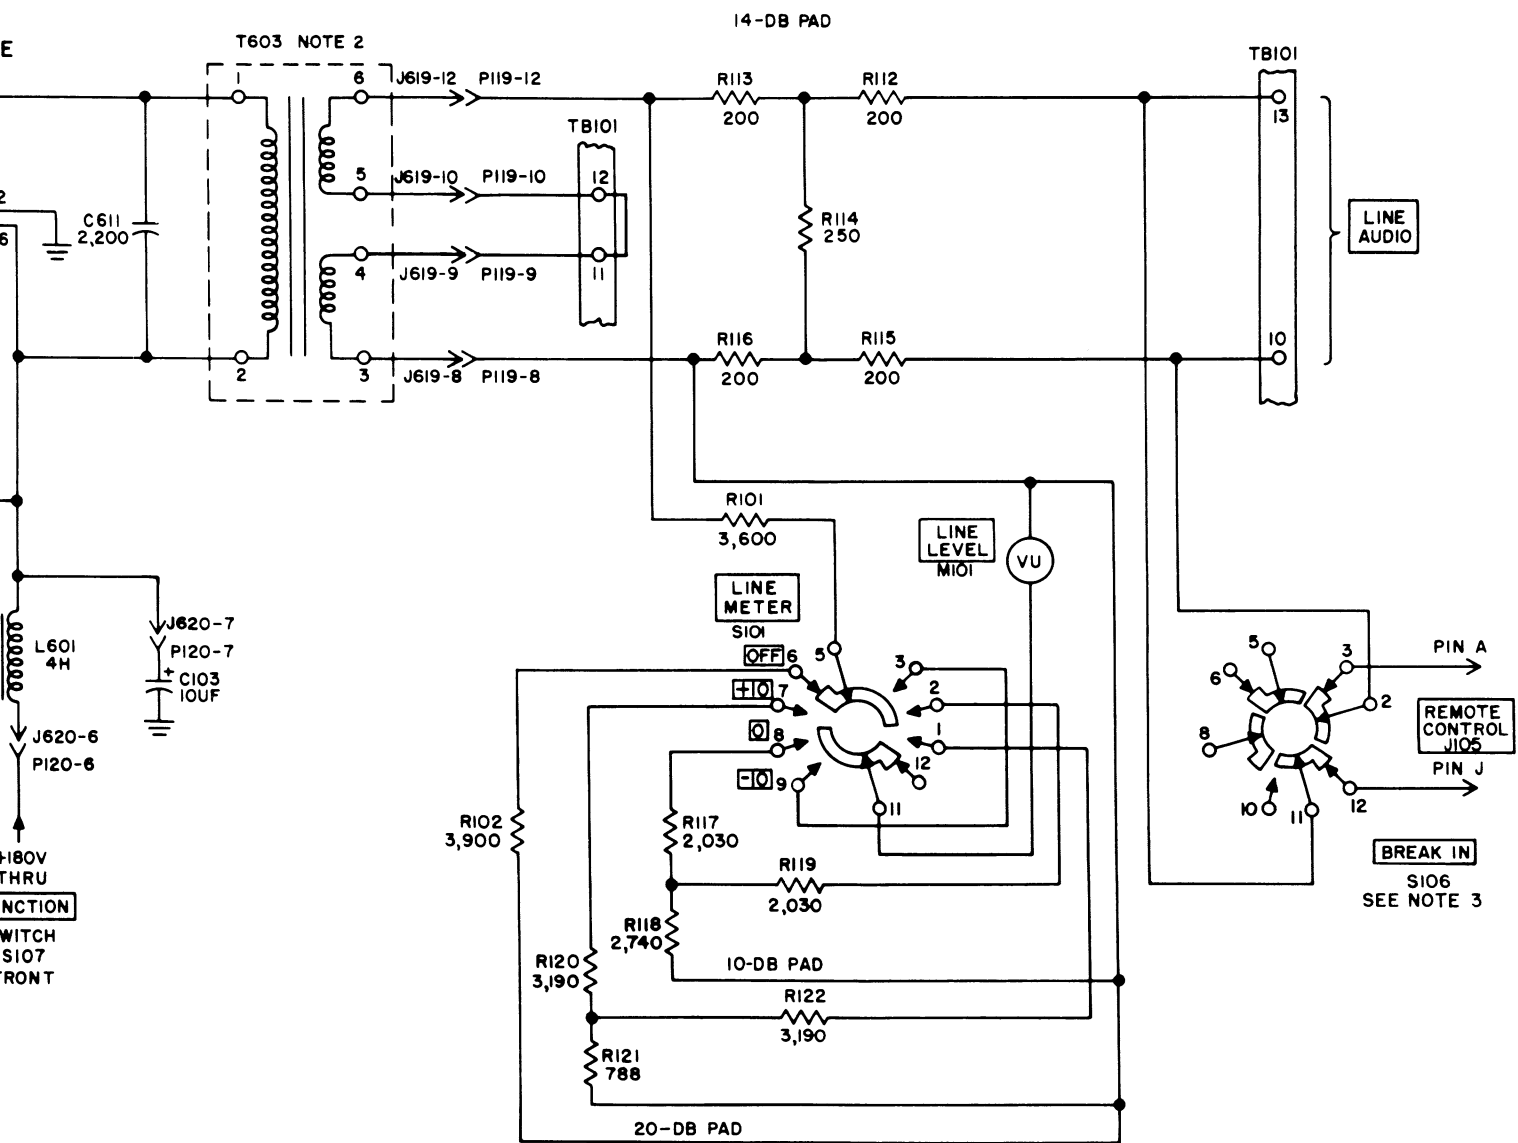 14-DB PAD
E
T603 NOTE 2
TB101
1
6
J619-12
P119-12
R113
200
R112
200
13
TB101
2
6
C611
2,200
5
J619-10
P119-10
12
4
J619-9
P119-9
11
R114
250
LINE
AUDIO
2
3
J619-8
P119-8
R116
200
R115
200
10
R101
3,600
LINE
LEVEL
M101
VU
LINE
METER
S101
L601
4H
J620-7
P120-7
+
C103
10UF
J620-6
P120-6
OFF 6
5
3
+10 7
2
0 8
1
-10 9
12
11
5
3
PIN A
6
2
8
REMOTE
CONTROL
J105
PIN J
10
11
12
R102
3,900
R117
2,030
R119
2,030
R118
2,740
BREAK IN
S106
SEE NOTE 3
+180V
THRU
NCTION
WITCH
S107
FRONT
10-DB PAD
R120
3,190
R122
3,190
R121
788
20-DB PAD